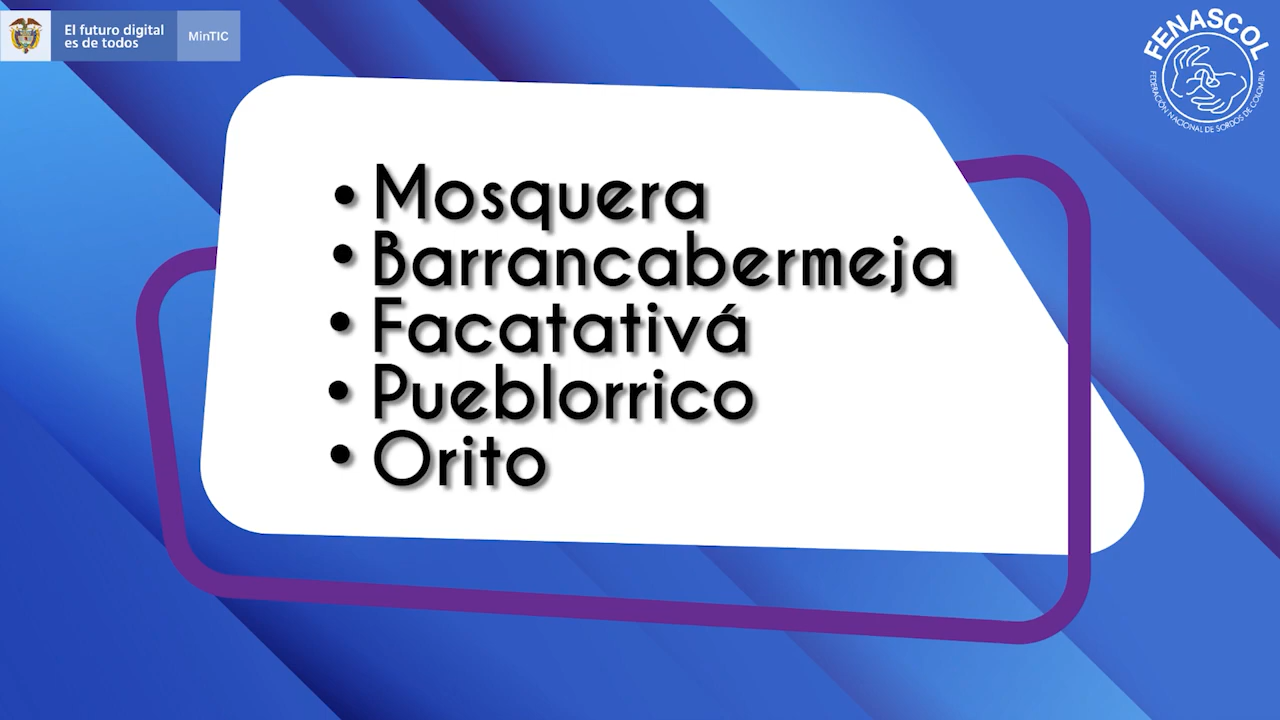 El futuro digital
es de todos
MinTIC
FENASCOL
FEDERACIÓN NACIONAL DE SORDOS DE COLOMBIA
• Mosquera
• Barrancabermeja
• Facatativá
• Pueblorrico
• Orito